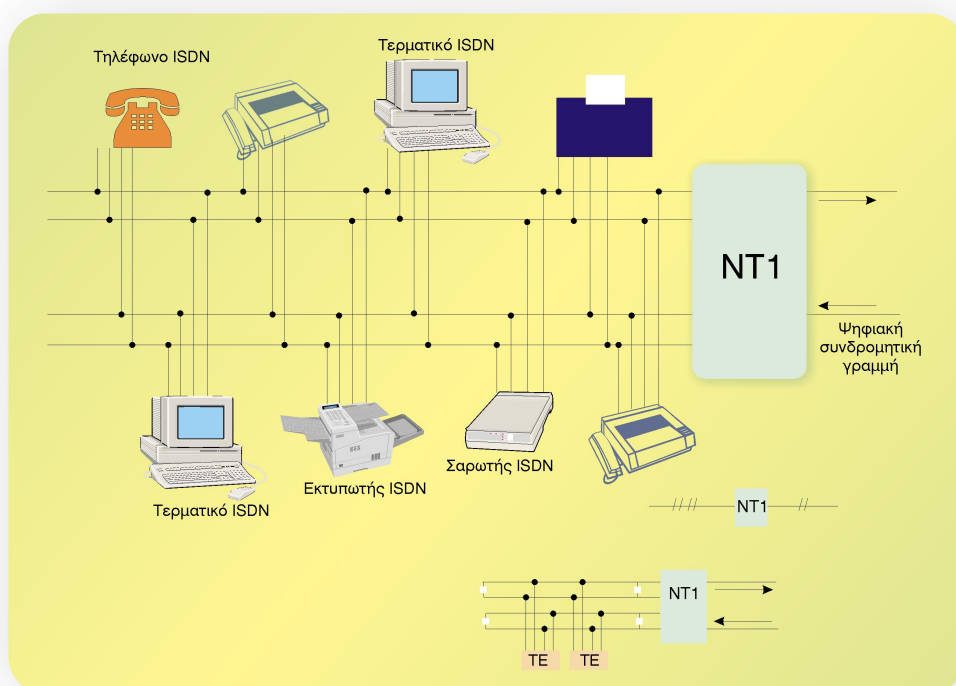 Τηλέφωνο ISDN
Τερματικό ISDN
NT1
Ψηφιακή
συνδρομητική
γραμμή
Τερματικό ISDN
Εκτυπωτής ISDN
Σαρωτής ISDN
NT1
NT1
TE
TE